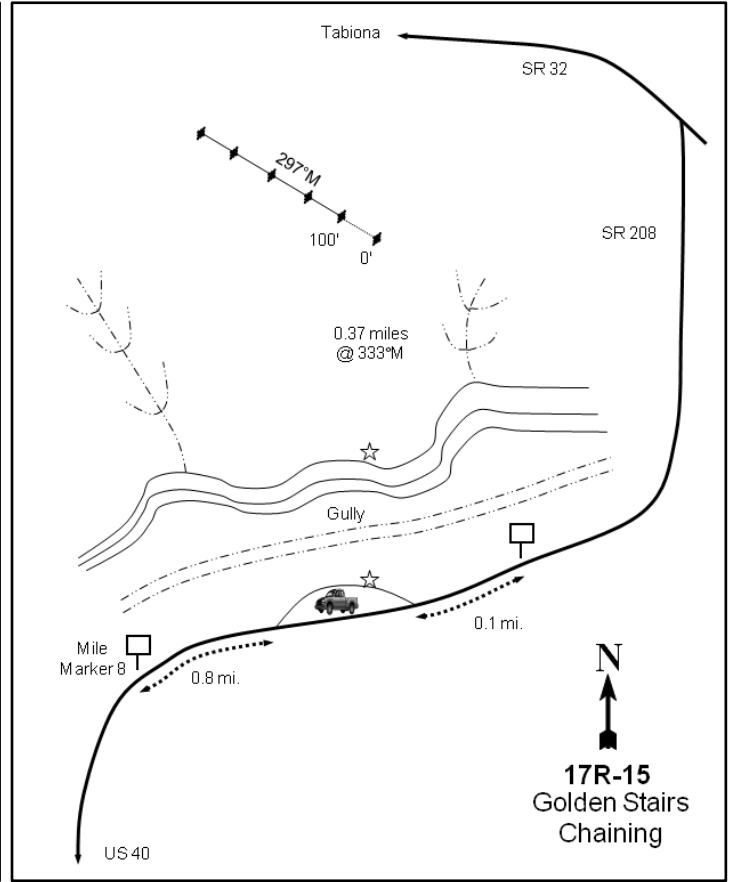 Tabiona
SR 32
297°M
100'
0'
SR 208
0.37 miles
@ 333°M
Gully
0.1 mi.
Mile
Marker 8
0.8 mi.
N
17R-15
Golden Stairs
Chaining
US 40